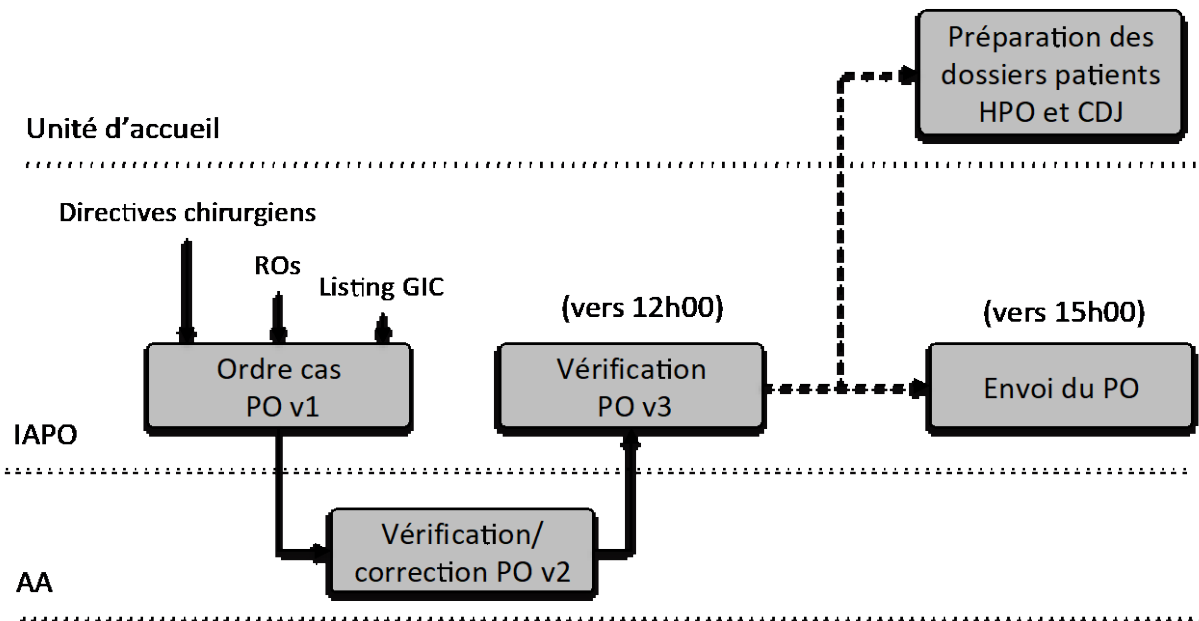 Préparation des
dossiers patients
HPO et CDJ
Unité d'accueil
Directives chirurgiens
ROs
Listing GIC
(vers 12h00)
(vers 15h00)
Ordre cas
PO v1
Vérification
PO v3
Envoi du PO
IAPO
Vérification/
correction PO v2
AA